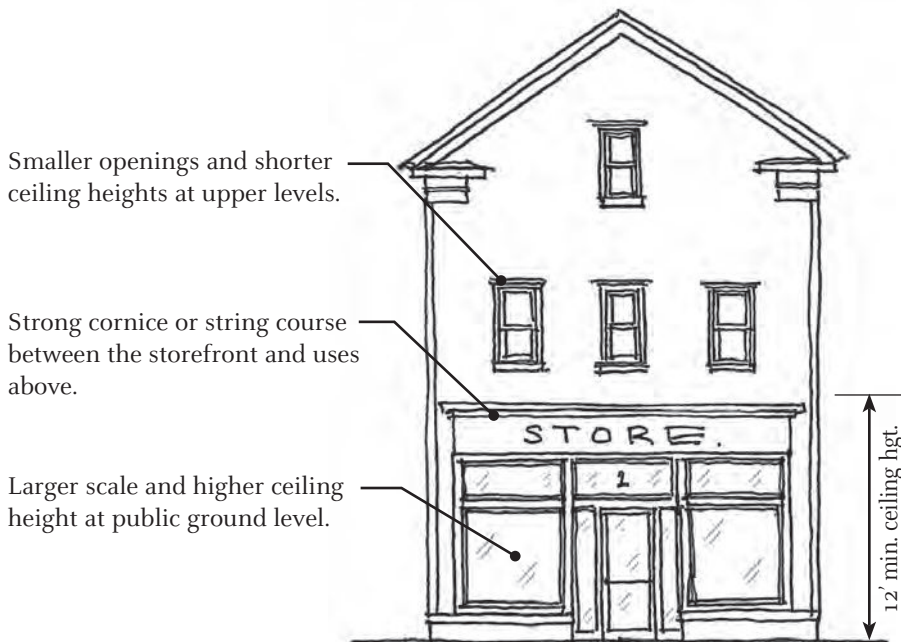 Smaller openings and shorter
ceiling heights at upper levels.
Strong cornice or string course
between the storefront and uses
above.
STORE.
2
Larger scale and higher ceiling
height at public ground level.
12' min. ceiling hgt.